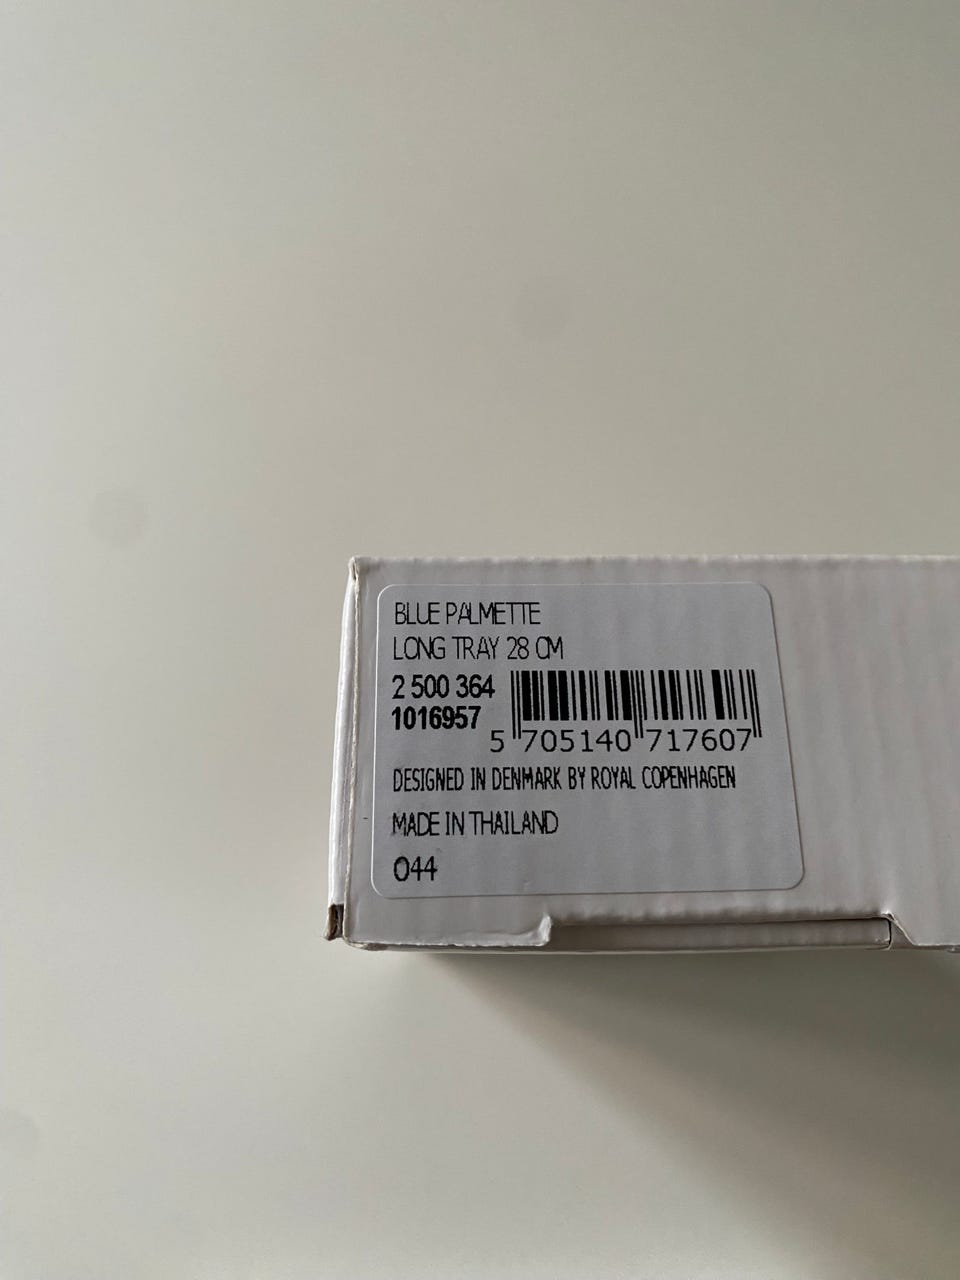 BLUE PALMETTE
LONG TRAY 28 CM
2 500 364
1016957
5 705140 717607
DESIGNED IN DENMARK BY ROYAL COPENHAGEN
MADE IN THAILAND
044